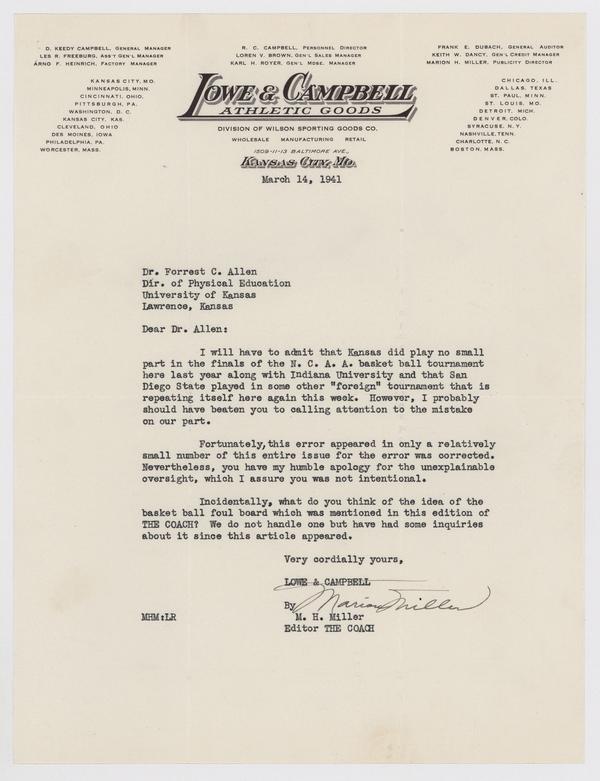 D. KEEDY CAMPBELL, GENERAL MANAGER
LES R. FREEBURG, ASS'T GEN'L MANAGER
ARNO F. HEINRICH, FACTORY MANAGER
R. C. CAMPBELL, PERSONNEL DIRECTOR
LOREN V. BROWN, GEN'L SALES MANAGER
KARL H. ROYER, GEN'L MDSE. MANAGER
FRANK E. DUBACH, GENERAL AUDITOR
KEITH W. DANCY, GEN'L CREDIT MANAGER
MARION H. MILLER, PUBLICITY DIRECTOR
KANSAS CITY, MO.
MINNEAPOLIS, MINN.
CINCINNATI, OHIO.
PITTSBURGH, PA.
WASHINGTON, D. C.
KANSAS CITY, KAS.
CLEVELAND, OHIO
DES MOINES, IOWA
PHILADELPHIA, PA.
WORCESTER, MASS.
LOWE & CAMPBELL
ATHLETIC GOODS
DIVISION OF WILSON SPORTING GOODS CO.
WHOLESALE MANUFACTURING RETAIL
1509-11-13 BALTIMORE AVE.,
KANSAS CITY, MO.
CHICAGO, ILL.
DALLAS, TEXAS
ST. PAUL, MINN.
ST. LOUIS, MO.
DETROIT, MICH.
DENVER, COLO.
SYRACUSE, N. Y.
NASHVILLE, TENN.
CHARLOTTE, N. C.
BOSTON, MASS.
March 14, 1941
Dr. Forrest C. Allen
Dir. of Physical Education
University of Kansas
Lawrence, Kansas
Dear Dr. Allen:
I will have to admit that Kansas did play no small
part in the finals of the N. C. A. A. basket ball tournament
here last year along with Indiana University and that San
Diego State played in some other "foreign" tournament that is
repeating itself here again this week. However, I probably
should have beaten you to calling attention to the mistake
on our part.
Fortunately, this error appeared in only a relatively
small number of this entire issue for the error was corrected.
Nevertheless, you have my humble apology for the unexplainable
oversight, which I assure you was not intentional.
Incidentally, what do you think of the idea of the
basket ball foul board which was mentioned in this edition of
THE COACH? We do not handle one but have had some inquiries
about it since this article appeared.
Very cordially yours,
LOWE & CAMPBELL
By Marion Miller
MHM:LR M. H. Miller
Editor THE COACH